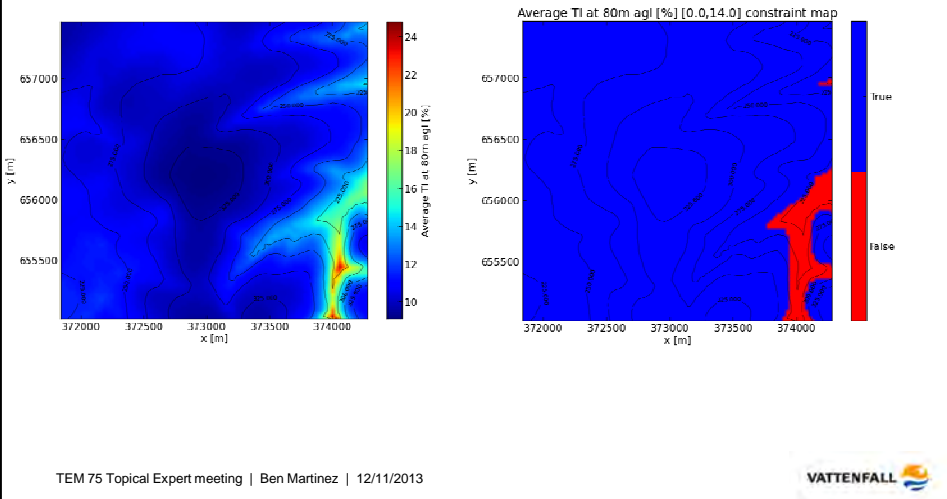 Average TI at 80m agl [%] [0.0,14.0] constraint map
657000
656500
656000
655500
y [m]
372000 372500 373000 373500 374000
x [m]
24
22
20
18
16
14
12
10
Average TI at 80m agl [%]
657000
656500
656000
655500
y [m]
372000 372500 373000 373500 374000
x [m]
True
False
TEM 75 Topical Expert meeting | Ben Martinez | 12/11/2013
VATTENFALL